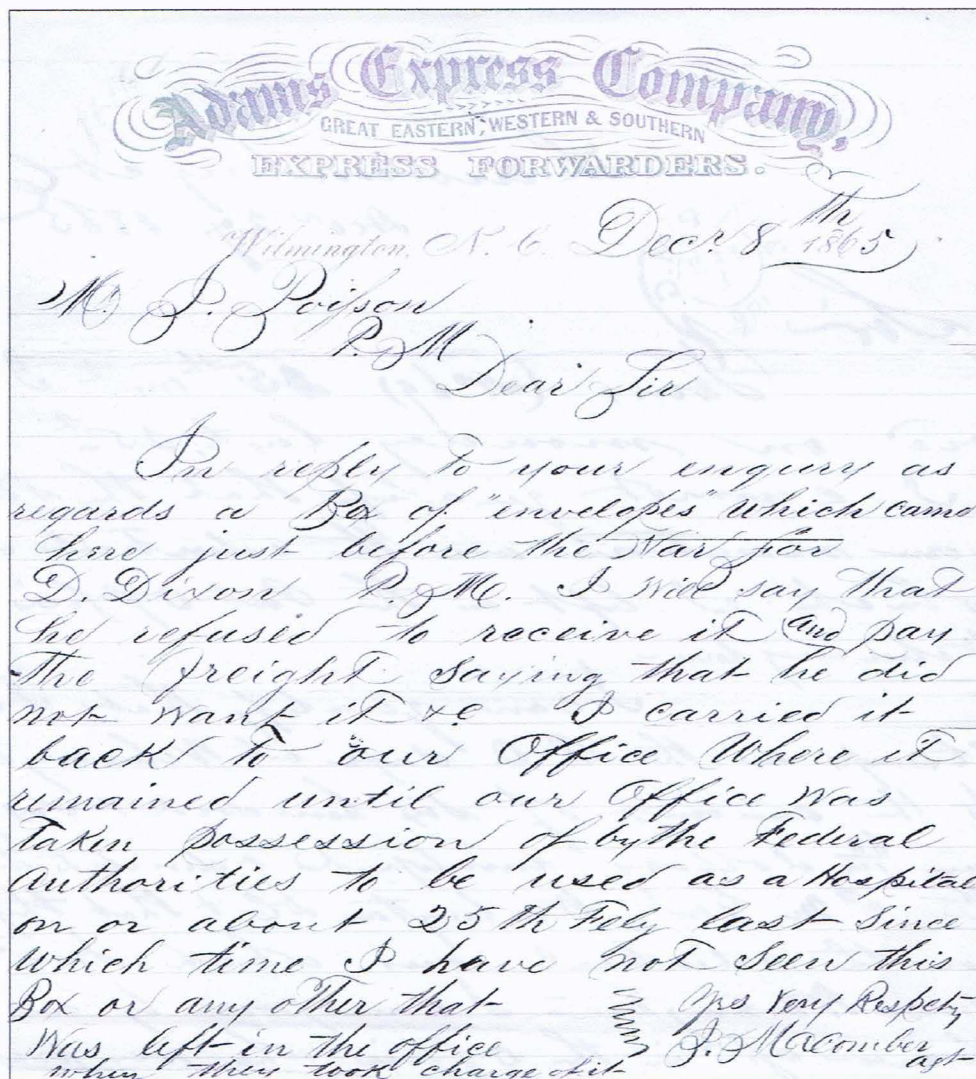 Adams Express Company,
GREAT EASTERN, WESTERN & SOUTHERN
EXPRESS FORWARDERS.
Wilmington, N. C. Decr. 8th 1865
Mr. J. Poisson
P. M
Dear Sir
In reply to your enqury as
regards a Box of "envelopes" which came
here just before the War for
D. Dixon P. M. I will say that
he refused to receive it and pay
the freight saying that he did
not want it &c I carried it
back to our Office Where it
remained until our Office Was
Taken possession of by the Federal
Authorities to be used as a Hospital
on or about 25th Feby last Since
Which time I have not Seen this
Box or any other that
Was left in the office
when they took charge of it
Yrs Very Respcty
J. Macomber
agt